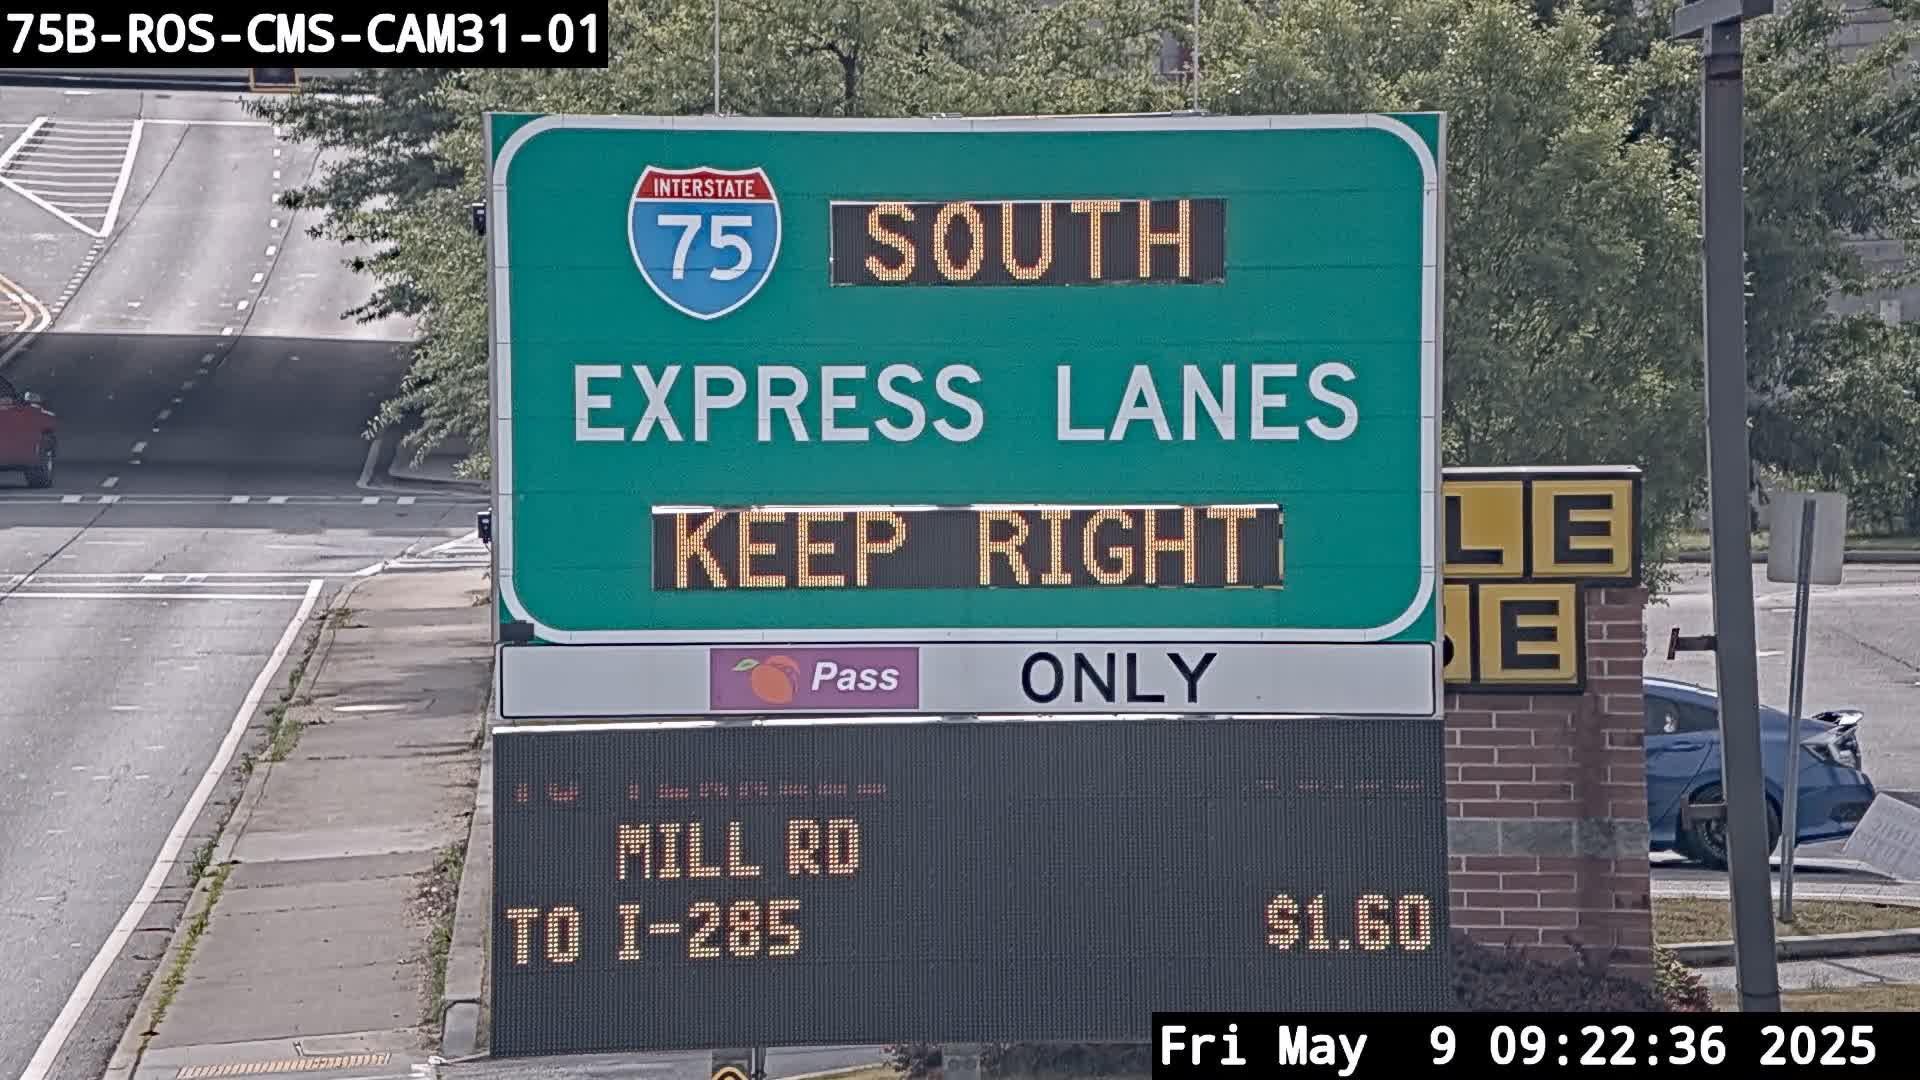 75B-ROS-CMS-CAM31-01
INTERSTATE
75
SOUTH
EXPRESS LANES
KEEP RIGHT
Pass ONLY
MILL RD
TO I-285 $1.60
LE
E
Fri May 9 09:22:36 2025